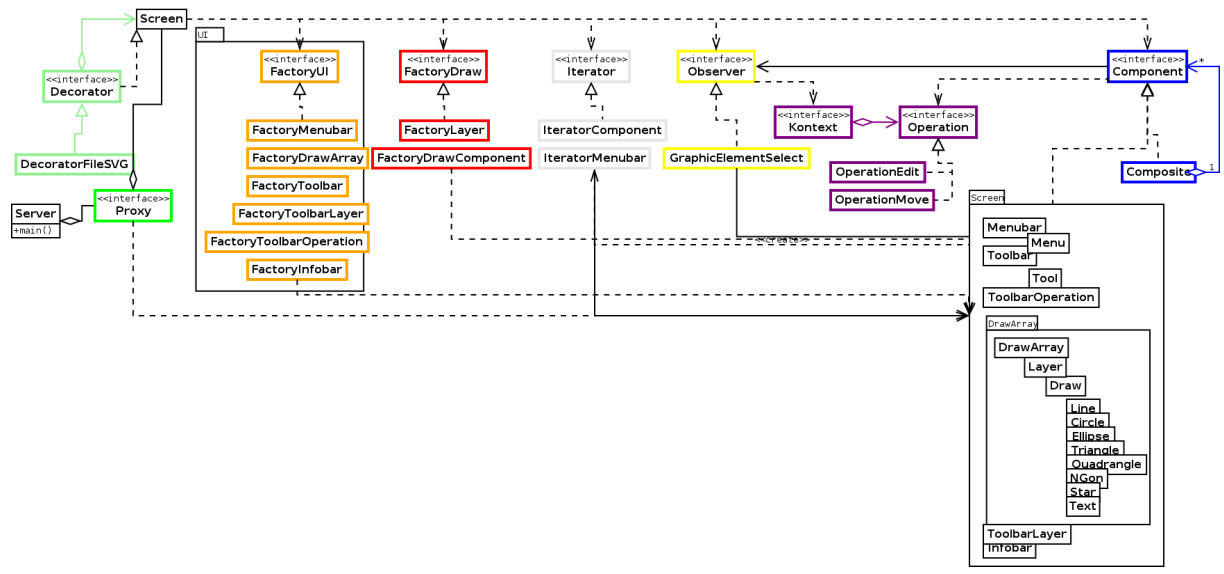 Screen
UI
<<interface>>
FactoryUI
<<interface>>
FactoryDraw
<<interface>>
Iterator
<<interface>>
Observer
<<interface>>
Component
*
<<interface>>
Decorator
<<interface>>
Kontext
<<interface>>
Operation
FactoryMenubar
FactoryLayer
IteratorComponent
DecoratorFileSVG
FactoryDrawArray
FactoryDrawComponent
IteratorMenubar
GraphicElementSelect
OperationEdit
Composite
1
FactoryToolbar
OperationMove
<<interface>>
Proxy
Server
+main()
FactoryToolbarLayer
FactoryToolbarOperation
FactoryInfobar
<<create>>
Screen
Menubar
Menu
Toolbar
Tool
ToolbarOperation
DrawArray
DrawArray
Layer
Draw
Line
Circle
Ellipse
Triangle
Quadrangle
NGon
Star
Text
ToolbarLayer
Infobar